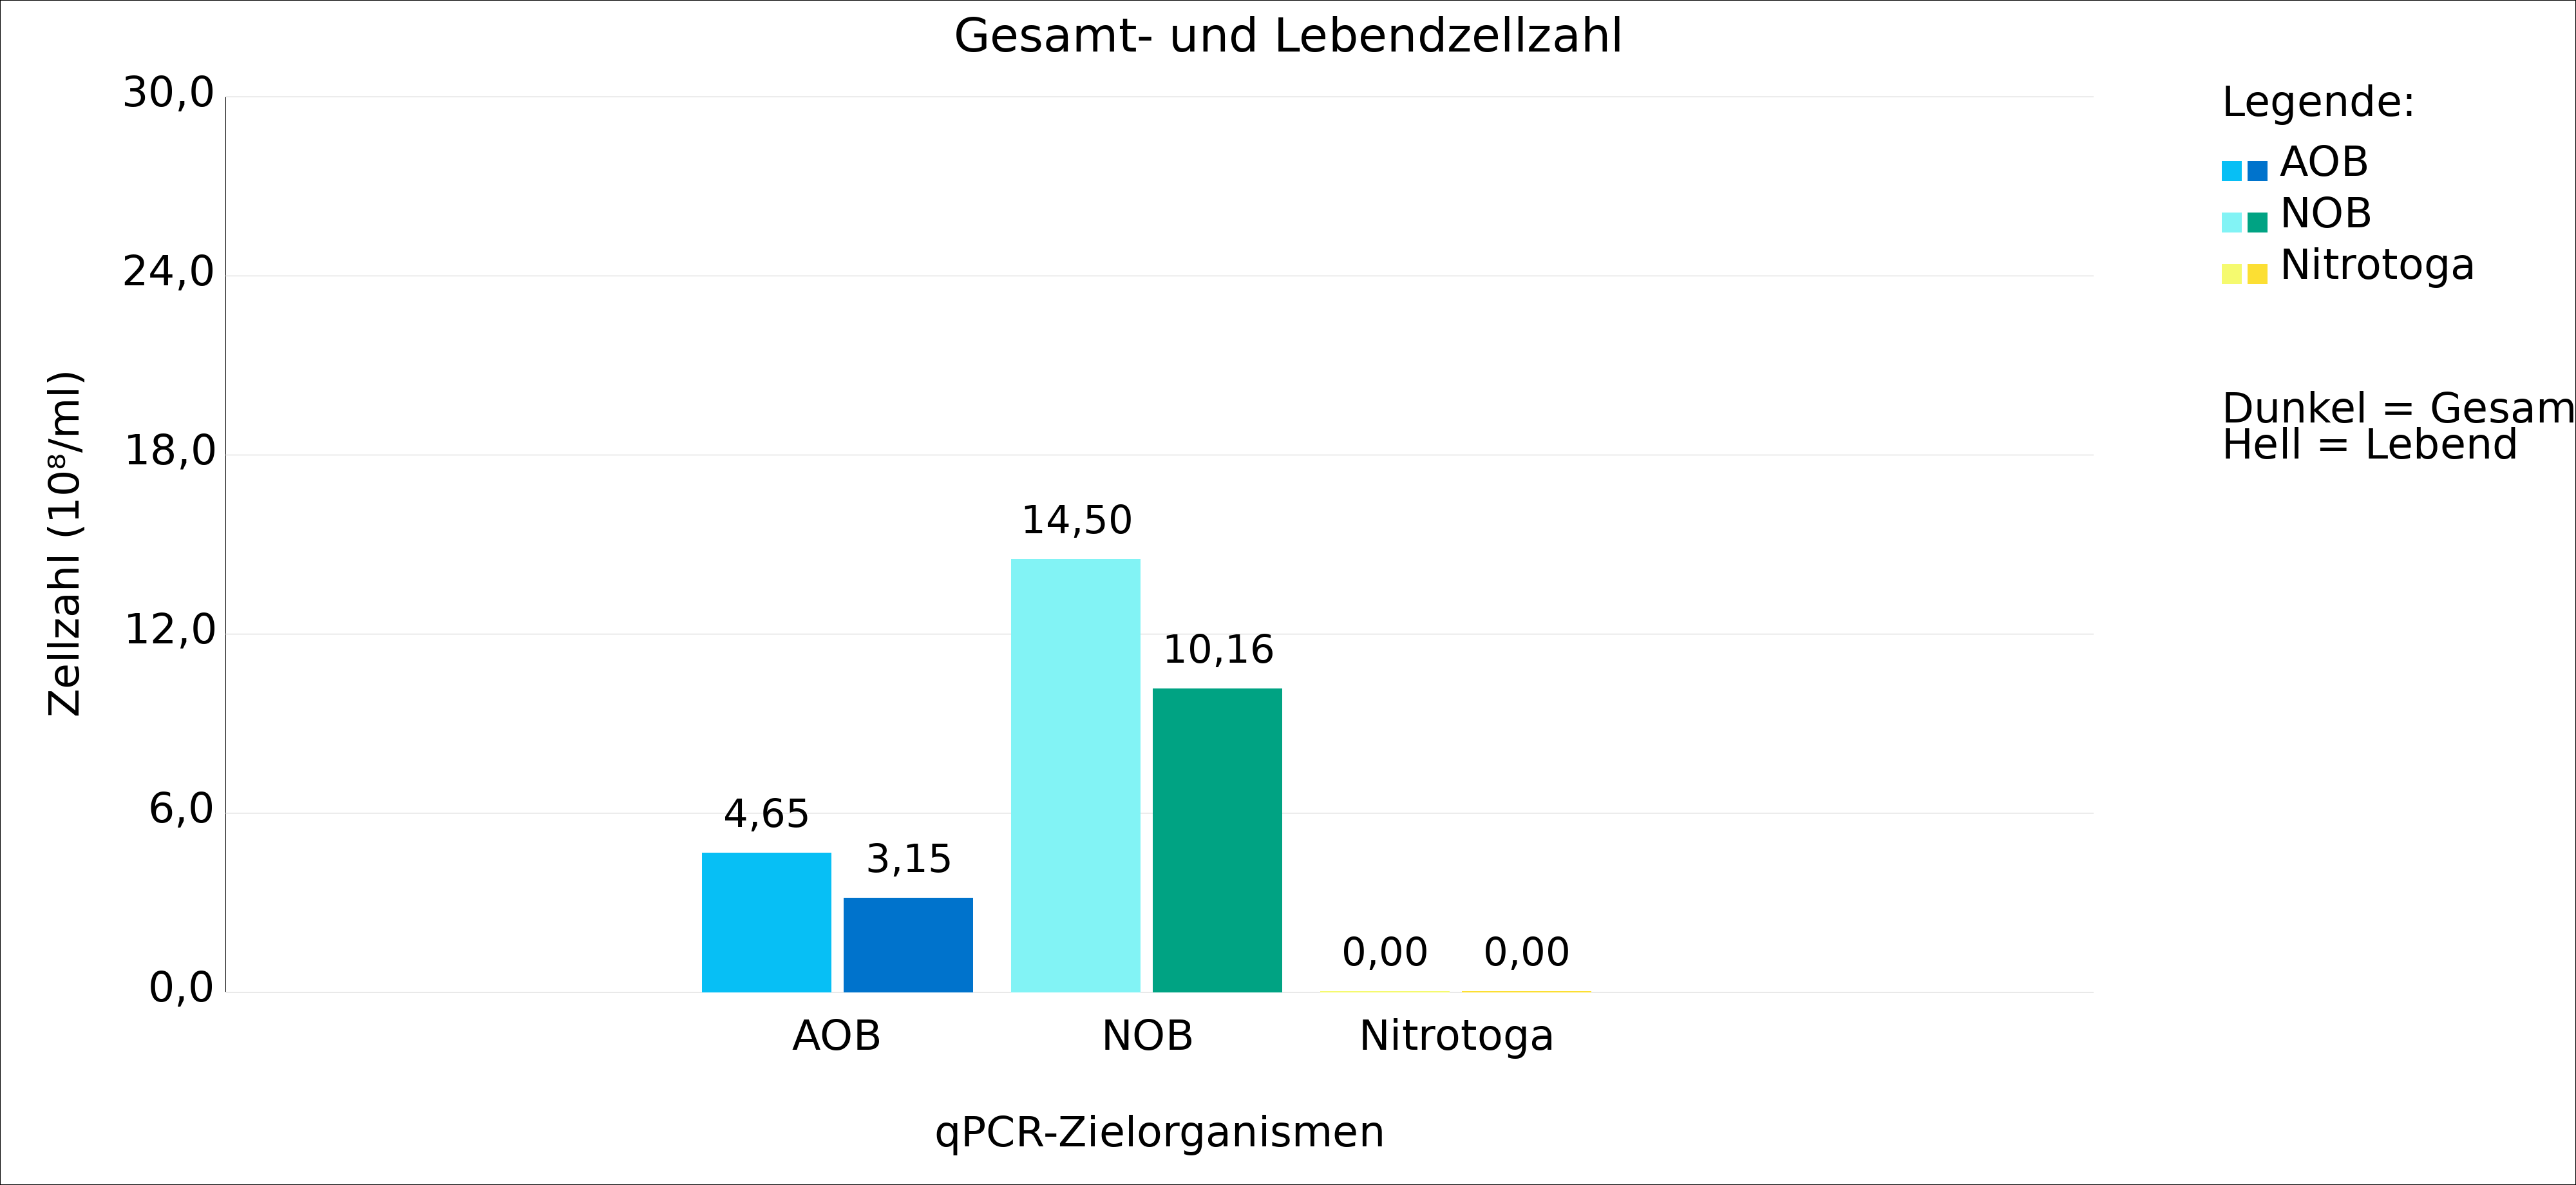 Gesamt- und Lebendzellzahl
Zellzahl (10⁸/ml)
30,0
24,0
18,0
12,0
6,0
0,0
4,65
3,15
14,50
10,16
0,00
0,00
AOB
NOB
Nitrotoga
qPCR-Zielorganismen
Legende:
AOB
NOB
Nitrotoga
Dunkel = Gesam
Hell = Lebend